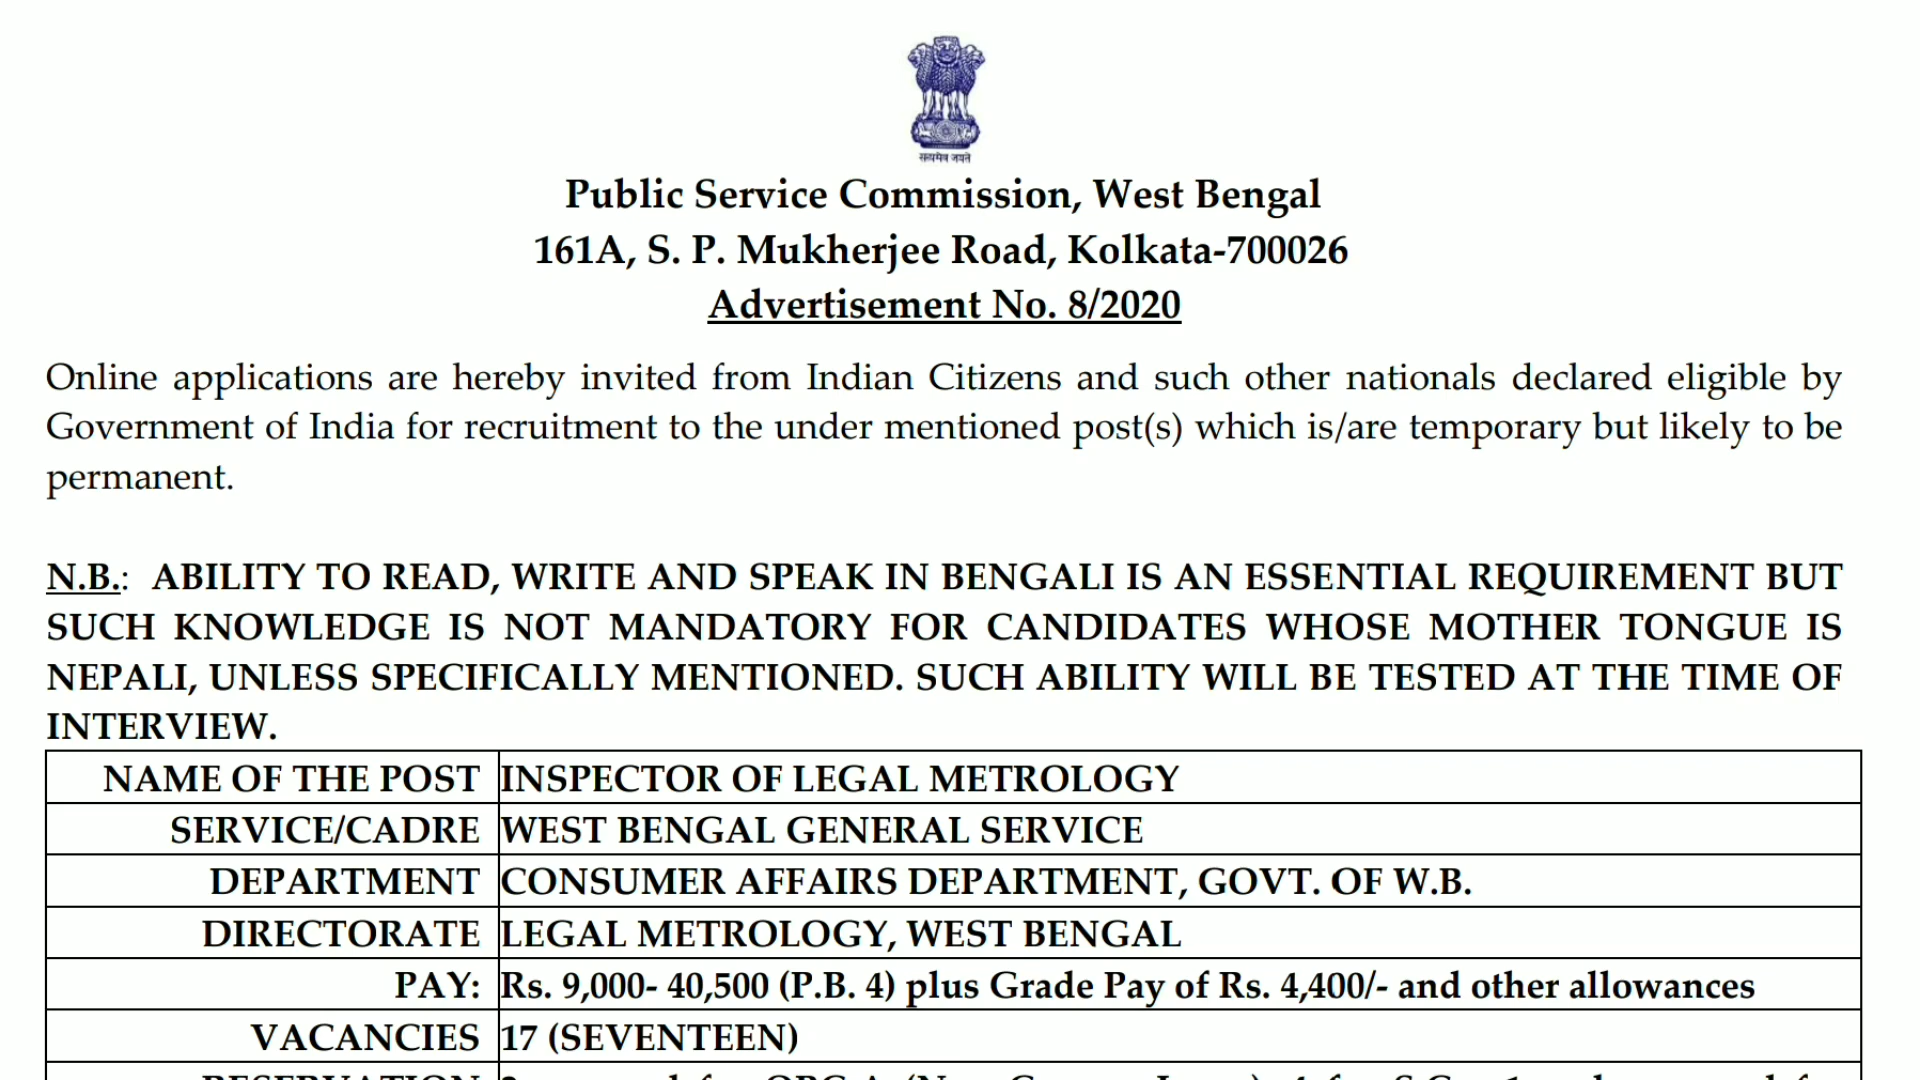 सत्यमेव जयते
Public Service Commission, West Bengal
161A, S. P. Mukherjee Road, Kolkata-700026
Advertisement No. 8/2020
Online applications are hereby invited from Indian Citizens and such other nationals declared eligible by
Government of India for recruitment to the under mentioned post(s) which is/are temporary but likely to be
permanent.
N.B.: ABILITY TO READ, WRITE AND SPEAK IN BENGALI IS AN ESSENTIAL REQUIREMENT BUT
SUCH KNOWLEDGE IS NOT MANDATORY FOR CANDIDATES WHOSE MOTHER TONGUE IS
NEPALI, UNLESS SPECIFICALLY MENTIONED. SUCH ABILITY WILL BE TESTED AT THE TIME OF
INTERVIEW.
NAME OF THE POST INSPECTOR OF LEGAL METROLOGY
SERVICE/CADRE WEST BENGAL GENERAL SERVICE
DEPARTMENT CONSUMER AFFAIRS DEPARTMENT, GOVT. OF W.B.
DIRECTORATE LEGAL METROLOGY, WEST BENGAL
PAY: Rs. 9,000- 40,500 (P.B. 4) plus Grade Pay of Rs. 4,400/- and other allowances
VACANCIES 17 (SEVENTEEN)
RESERVATION